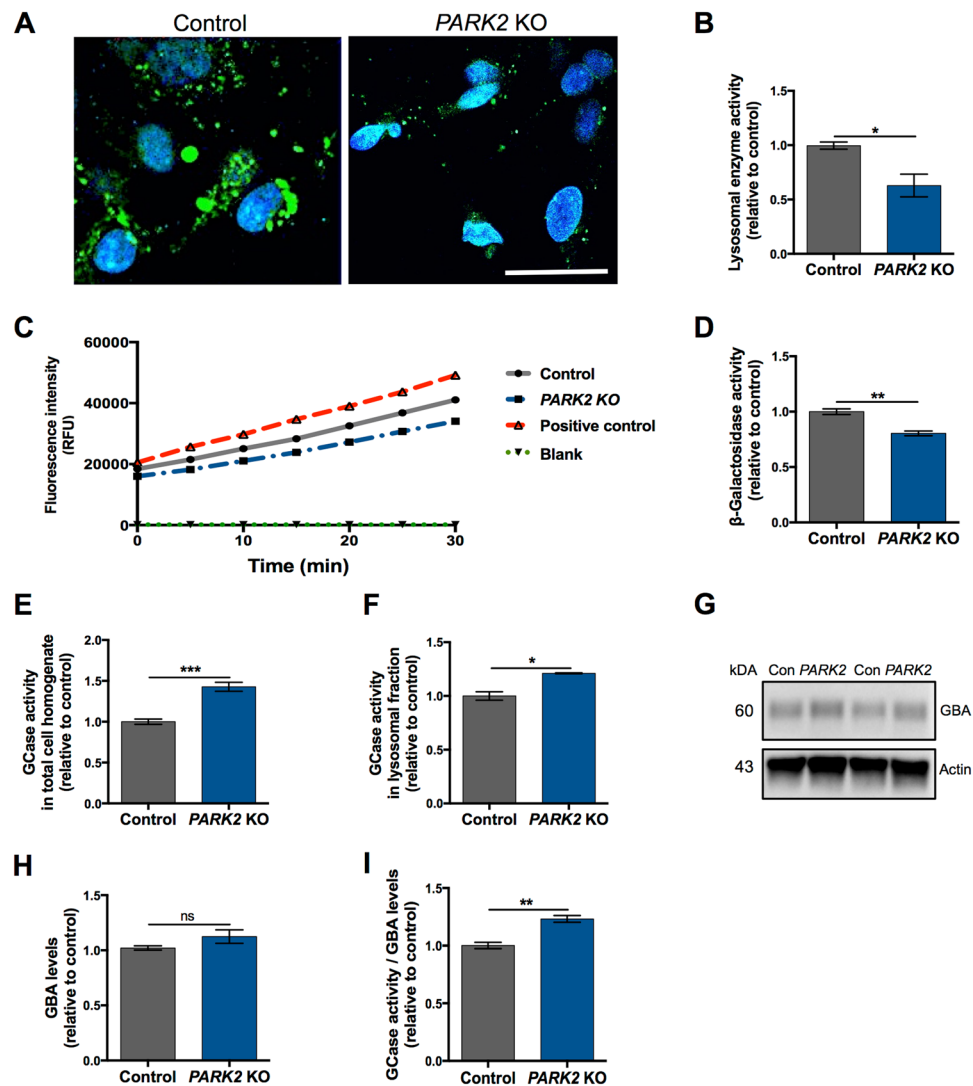 A
Control
PARK2 KO
B
Lysosomal enzyme activity
(relative to control)
1.5
1.0
0.5
0.0
*
Control PARK2 KO
C
Fluorescence intensity
(RFU)
60000
40000
20000
0
0 10 20 30
Time (min)
Control
PARK2 KO
Positive control
Blank
D
β-Galactosidase activity
(relative to control)
1.5
1.0
0.5
0.0
**
Control PARK2 KO
E
GCase activity
in total cell homogenate
(relative to control)
2.0
1.5
1.0
0.5
0.0
***
Control PARK2 KO
F
GCase activity
in lysosomal fraction
(relative to control)
1.5
1.0
0.5
0.0
*
Control PARK2 KO
G
kDA Con PARK2 Con PARK2
60 GBA
43 Actin
H
GBA levels
(relative to control)
1.5
1.0
0.5
0.0
ns
Control PARK2 KO
I
GCase activity / GBA levels
(relative to control)
1.5
1.0
0.5
0.0
**
Control PARK2 KO